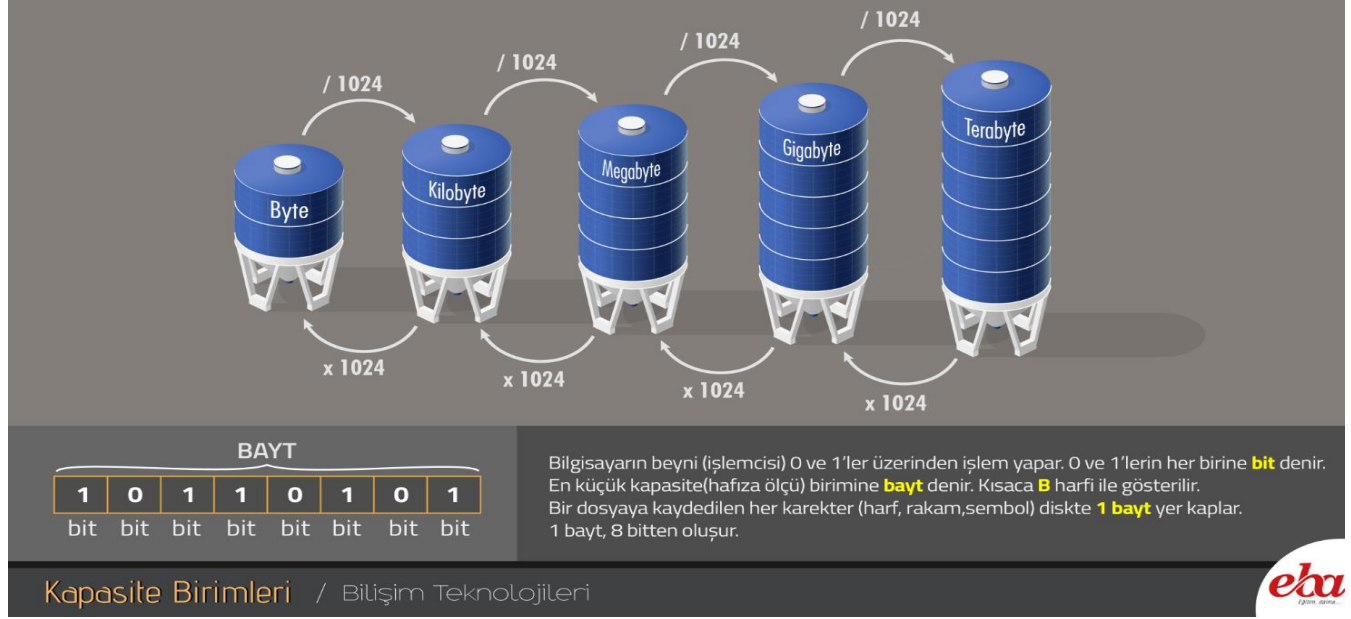 / 1024
/ 1024
/ 1024
/ 1024
Byte
Kilobyte
Megabyte
Gigabyte
Terabyte
x 1024
x 1024
x 1024
x 1024
BAYT
1 0 1 1 0 1 0 1
bit bit bit bit bit bit bit bit
Bilgisayarın beyni (işlemcisi) 0 ve 1'ler üzerinden işlem yapar. 0 ve 1'lerin her birine bit denir.
En küçük kapasite(hafıza ölçü) birimine bayt denir. Kısaca B harfi ile gösterilir.
Bir dosyaya kaydedilen her karekter (harf, rakam,sembol) diskte 1 bayt yer kaplar.
1 bayt, 8 bitten oluşur.
Kapasite Birimleri / Bilişim Teknolojileri
eba
Eğitim, daima...